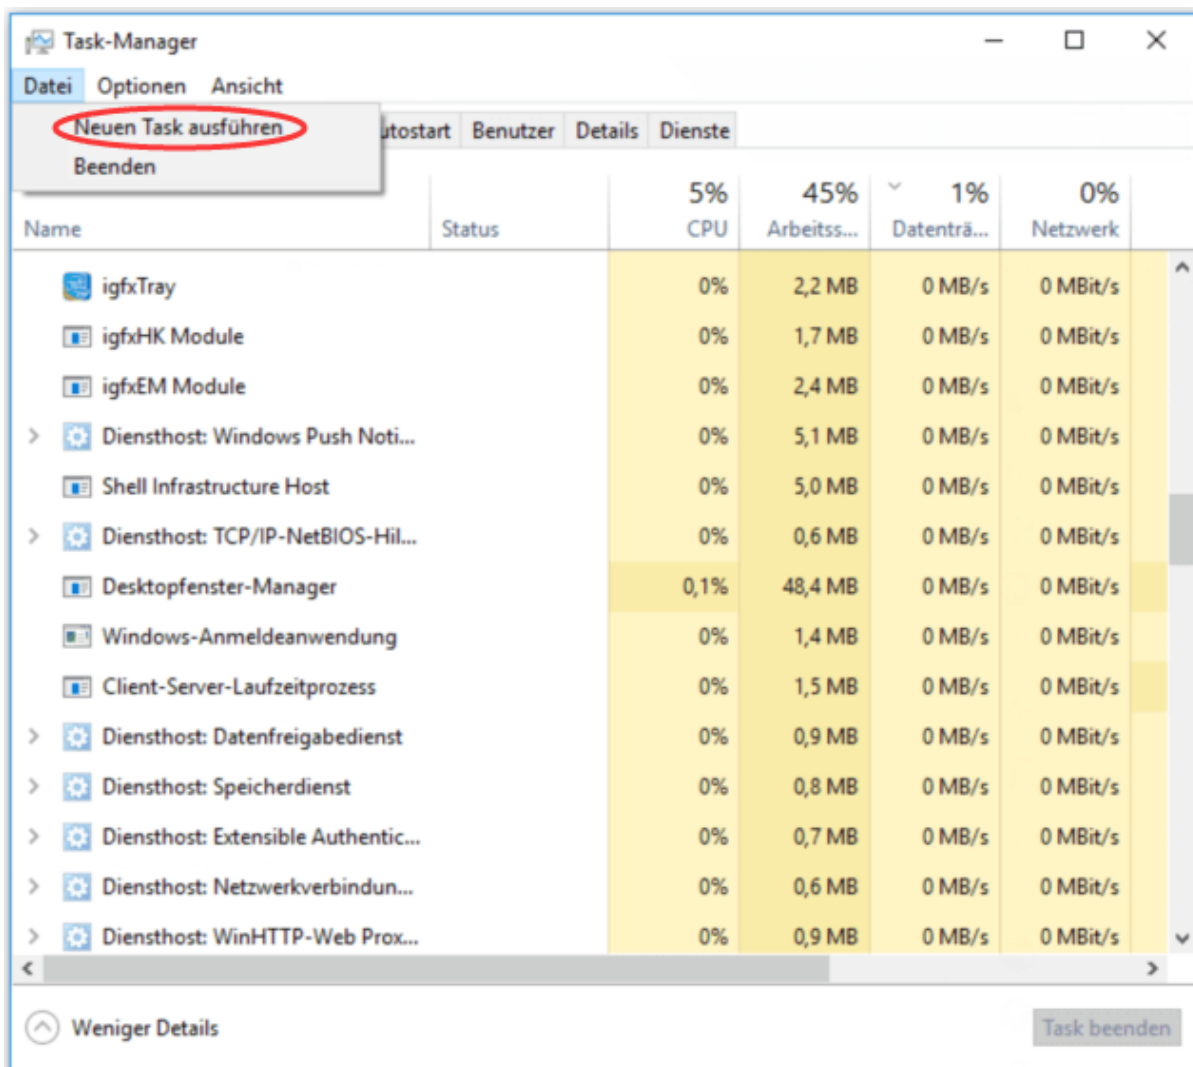 Task-Manager
Datei Optionen Ansicht
Neuen Task ausführen
Beenden
utostart Benutzer Details Dienste
5% 45% 1% 0%
Name Status CPU Arbeitss... Datenträ... Netzwerk
igfxTray 0% 2,2 MB 0 MB/s 0 MBit/s
igfxHK Module 0% 1,7 MB 0 MB/s 0 MBit/s
igfxEM Module 0% 2,4 MB 0 MB/s 0 MBit/s
Diensthost: Windows Push Noti... 0% 5,1 MB 0 MB/s 0 MBit/s
Shell Infrastructure Host 0% 5,0 MB 0 MB/s 0 MBit/s
Diensthost: TCP/IP-NetBIOS-Hil... 0% 0,6 MB 0 MB/s 0 MBit/s
Desktopfenster-Manager 0,1% 48,4 MB 0 MB/s 0 MBit/s
Windows-Anmeldeanwendung 0% 1,4 MB 0 MB/s 0 MBit/s
Client-Server-Laufzeitprozess 0% 1,5 MB 0 MB/s 0 MBit/s
Diensthost: Datenfreigabedienst 0% 0,9 MB 0 MB/s 0 MBit/s
Diensthost: Speicherdienst 0% 0,8 MB 0 MB/s 0 MBit/s
Diensthost: Extensible Authentic... 0% 0,7 MB 0 MB/s 0 MBit/s
Diensthost: Netzwerkverbindun... 0% 0,6 MB 0 MB/s 0 MBit/s
Diensthost: WinHTTP-Web Prox... 0% 0,9 MB 0 MB/s 0 MBit/s
Weniger Details Task beenden